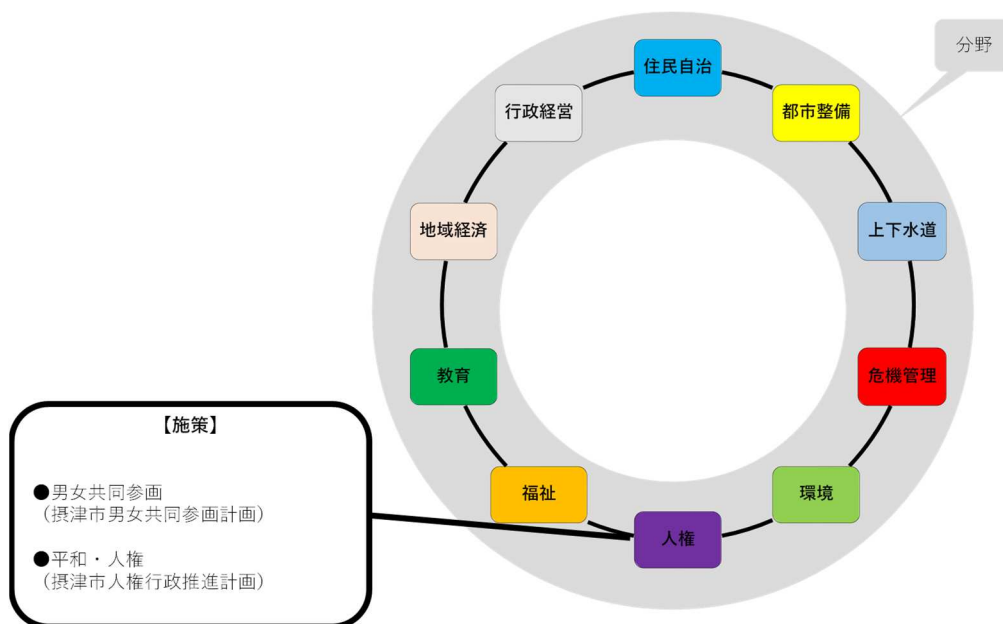 分野
住民自治
行政経営
都市整備
地域経済
上下水道
教育
危機管理
【施策】
●男女共同参画
（摂津市男女共同参画計画）
●平和・人権
（摂津市人権行政推進計画）
福祉
環境
人権